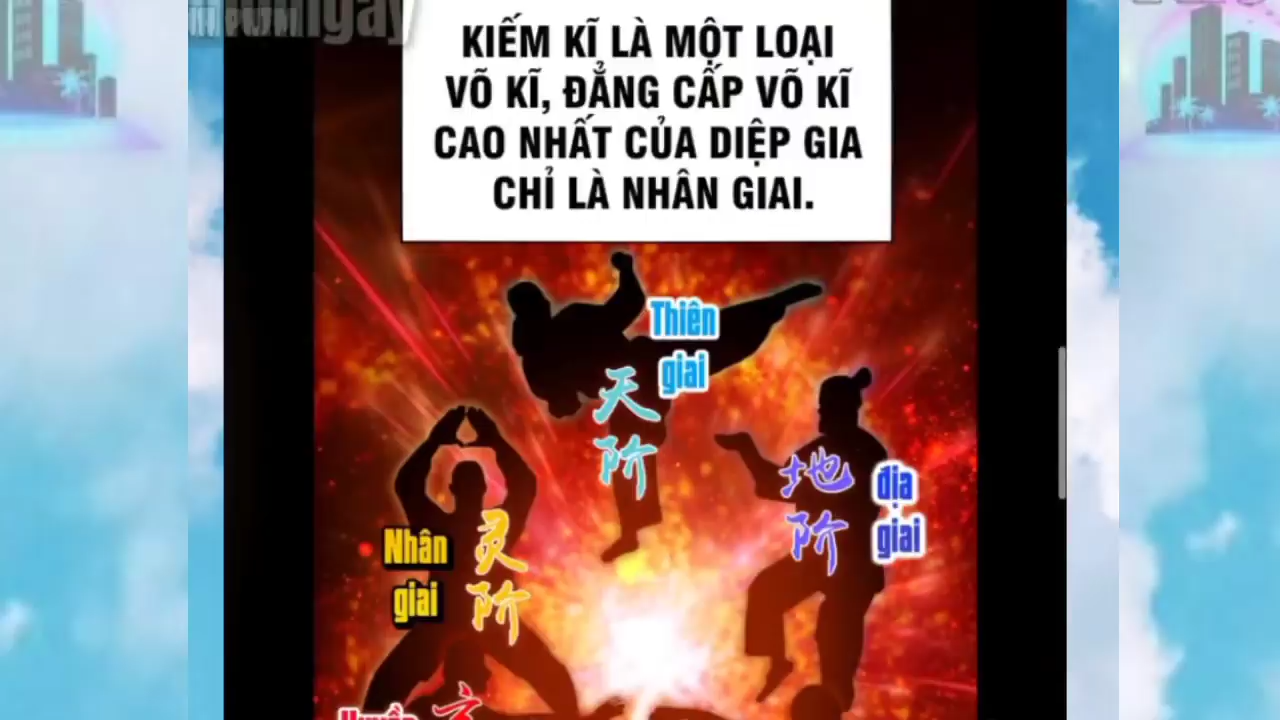 KIẾM KĨ LÀ MỘT LOẠI
VÕ KĨ, ĐẲNG CẤP VÕ KĨ
CAO NHẤT CỦA DIỆP GIA
CHỈ LÀ NHÂN GIAI.
Thiên
giai
天
阶
地
阶
địa
giai
Nhân
giai
灵
阶